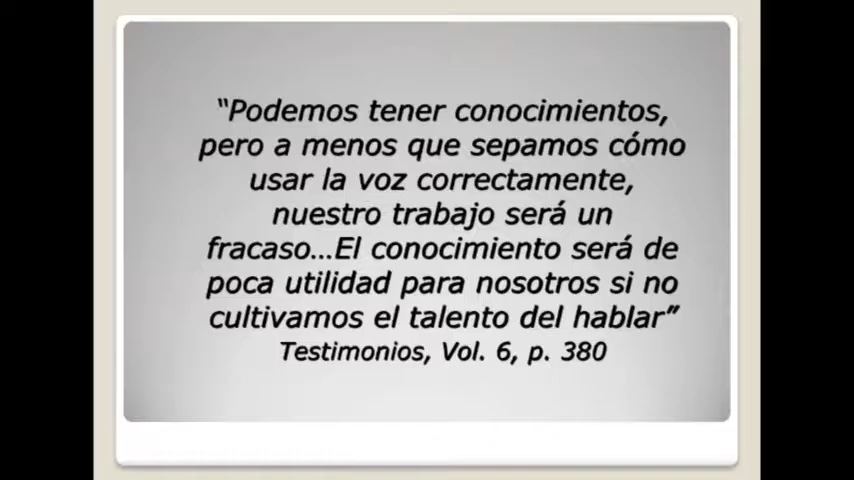 “Podemos tener conocimientos,
pero a menos que sepamos cómo
usar la voz correctamente,
nuestro trabajo será un
fracaso...El conocimiento será de
poca utilidad para nosotros si no
cultivamos el talento del hablar”
Testimonios, Vol. 6, p. 380